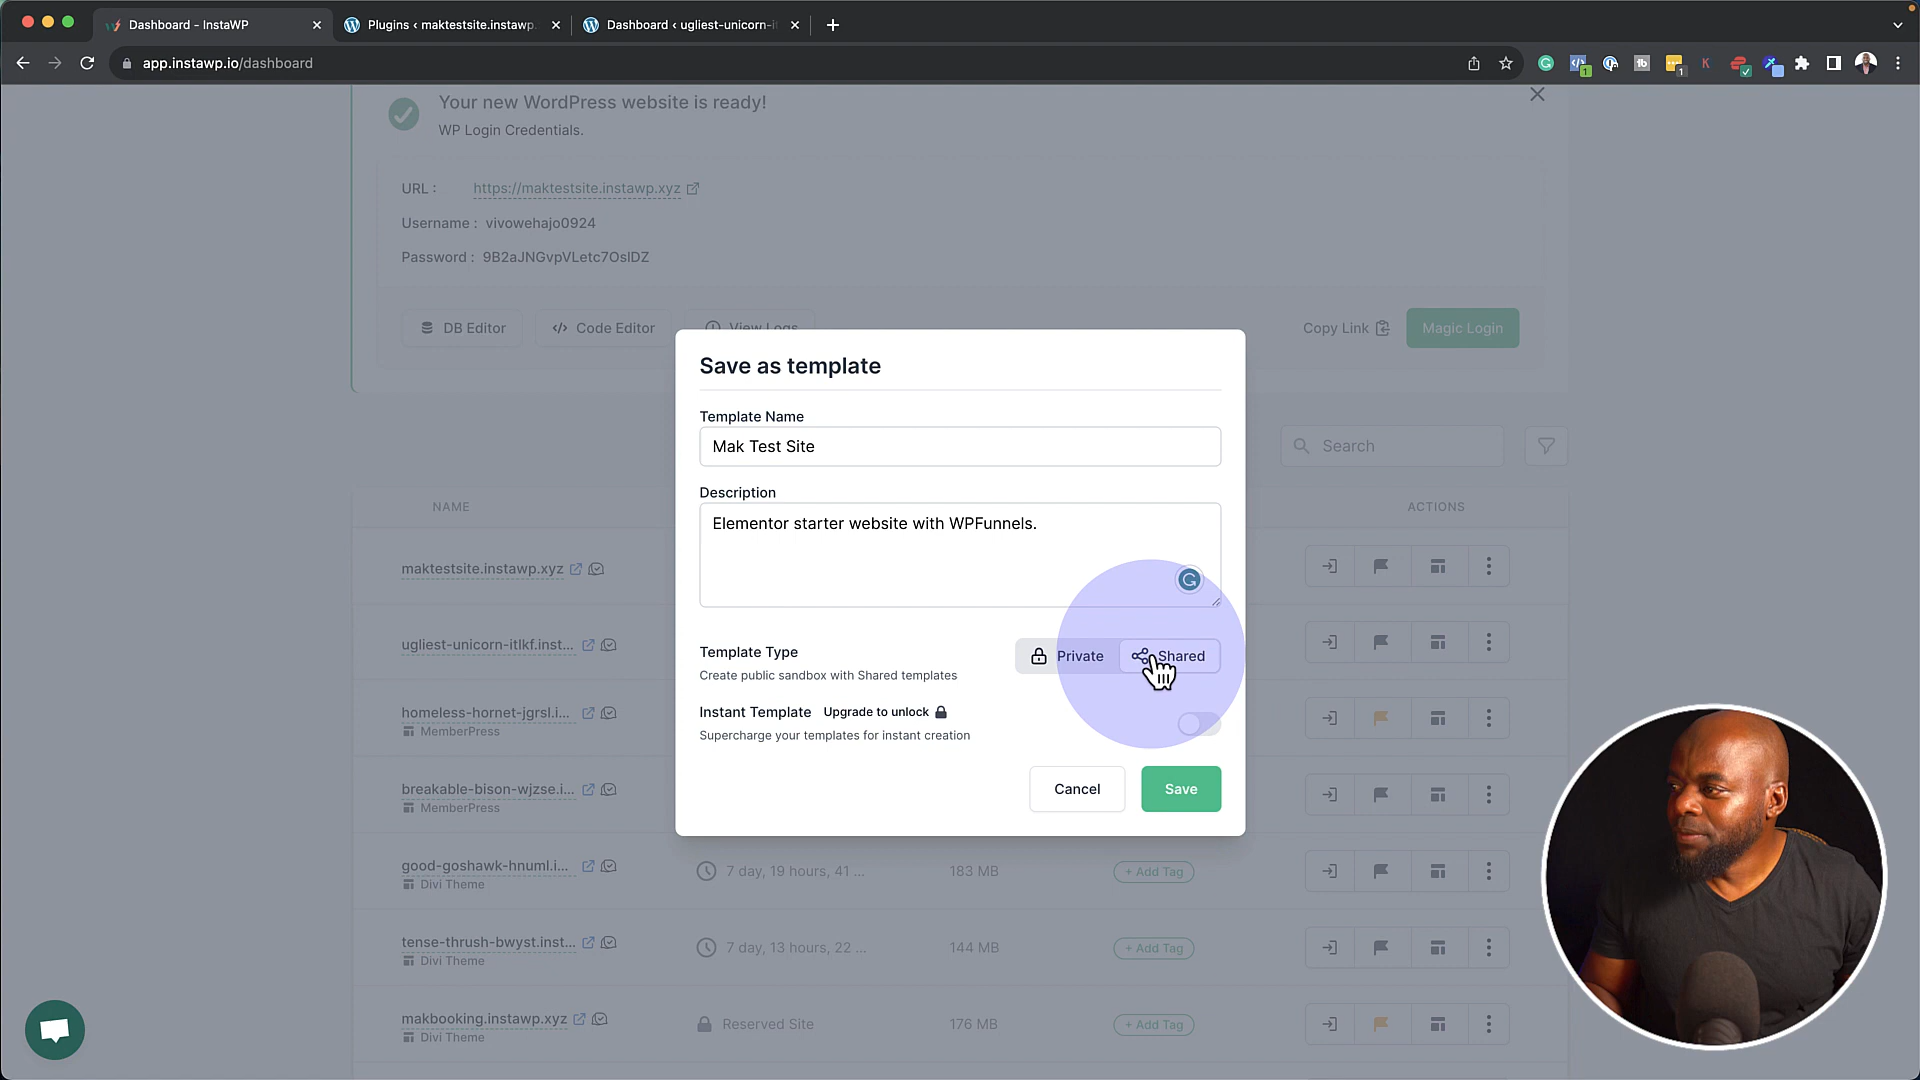 Dashboard - InstaWP
Plugins ‹ maktestsite.instawp.
Dashboard ‹ ugliest-unicorn-it
app.instawp.io/dashboard
Your new WordPress website is ready!
WP Login Credentials.
URL : https://maktestsite.instawp.xyz
Username : vivowehajo0924
Password : 9B2aJNGvpVLetc7OsIDZ
DB Editor
Code Editor
View Logs
Copy Link
Magic Login
Save as template
Template Name
Mak Test Site
Search
Description
Elementor starter website with WPFunnels.
NAME
ACTIONS
maktestsite.instawp.xyz
ugliest-unicorn-itlkf.inst...
Template Type
Private
Shared
Create public sandbox with Shared templates
Instant Template Upgrade to unlock
Supercharge your templates for instant creation
homeless-hornet-jgrsl.i...
MemberPress
Cancel
Save
breakable-bison-wjzse.i...
MemberPress
good-goshawk-hnuml.i...
Divi Theme
7 day, 19 hours, 41 ...
183 MB
+ Add Tag
tense-thrush-bwyst.inst...
Divi Theme
7 day, 13 hours, 22 ...
144 MB
+ Add Tag
makbooking.instawp.xyz
Divi Theme
Reserved Site
176 MB
+ Add Tag